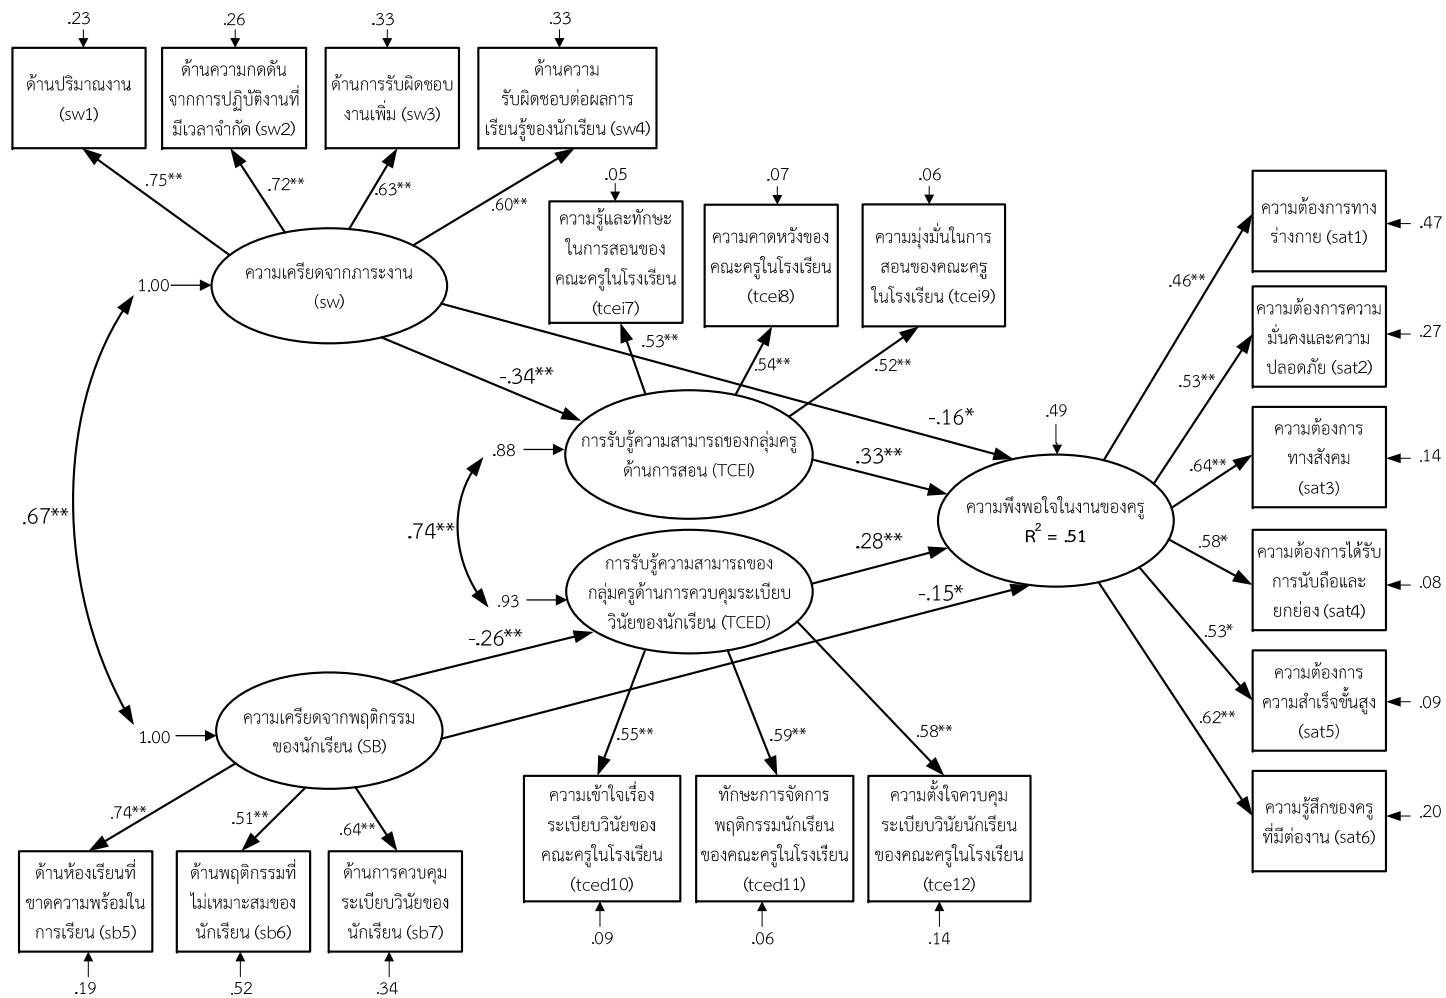 .23
.26
.33
.33
ด้านปริมาณงาน
(sw1)
ด้านความกดดัน
จากการปฏิบัติงานที่
มีเวลาจำกัด (sw2)
ด้านการรับผิดชอบ
งานเพิ่ม (sw3)
ด้านความ
รับผิดชอบต่อผลการ
เรียนรู้ของนักเรียน (sw4)
.75**
.72**
.63**
.60**
1.00
ความเครียดจากภาระงาน
(sw)
.05
.07
.06
ความรู้และทักษะ
ในการสอนของ
คณะครูในโรงเรียน
(tcei7)
ความคาดหวังของ
คณะครูในโรงเรียน
(tcei8)
ความมุ่งมั่นในการ
สอนของคณะครู
ในโรงเรียน (tcei9)
.53**
.54**
.52**
-.34**
-.16*
.88
การรับรู้ความสามารถของกลุ่มครู
ด้านการสอน (TCEI)
.33**
.49
ความพึงพอใจในงานของครู
R² = .51
.67**
.74**
.93
การรับรู้ความสามารถของ
กลุ่มครูด้านการควบคุมระเบียบ
วินัยของนักเรียน (TCED)
.28**
-.15*
-.26**
1.00
ความเครียดจากพฤติกรรม
ของนักเรียน (SB)
.74**
.51**
.64**
ด้านห้องเรียนที่
ขาดความพร้อมใน
การเรียน (sb5)
ด้านพฤติกรรมที่
ไม่เหมาะสมของ
นักเรียน (sb6)
ด้านการควบคุม
ระเบียบวินัยของ
นักเรียน (sb7)
.19
.52
.34
.55**
.59**
.58**
ความเข้าใจเรื่อง
ระเบียบวินัยของ
คณะครูในโรงเรียน
(tced10)
ทักษะการจัดการ
พฤติกรรมนักเรียน
ของคณะครูในโรงเรียน
(tced11)
ความตั้งใจควบคุม
ระเบียบวินัยนักเรียน
ของคณะครูในโรงเรียน
(tce12)
.09
.06
.14
.46**
.53**
.64**
.58*
.53*
.62**
ความต้องการทาง
ร่างกาย (sat1)
.47
ความต้องการความ
มั่นคงและความ
ปลอดภัย (sat2)
.27
ความต้องการ
ทางสังคม
(sat3)
.14
ความต้องการได้รับ
การนับถือและ
ยกย่อง (sat4)
.08
ความต้องการ
ความสำเร็จขั้นสูง
(sat5)
.09
ความรู้สึกของครู
ที่มีต่องาน (sat6)
.20